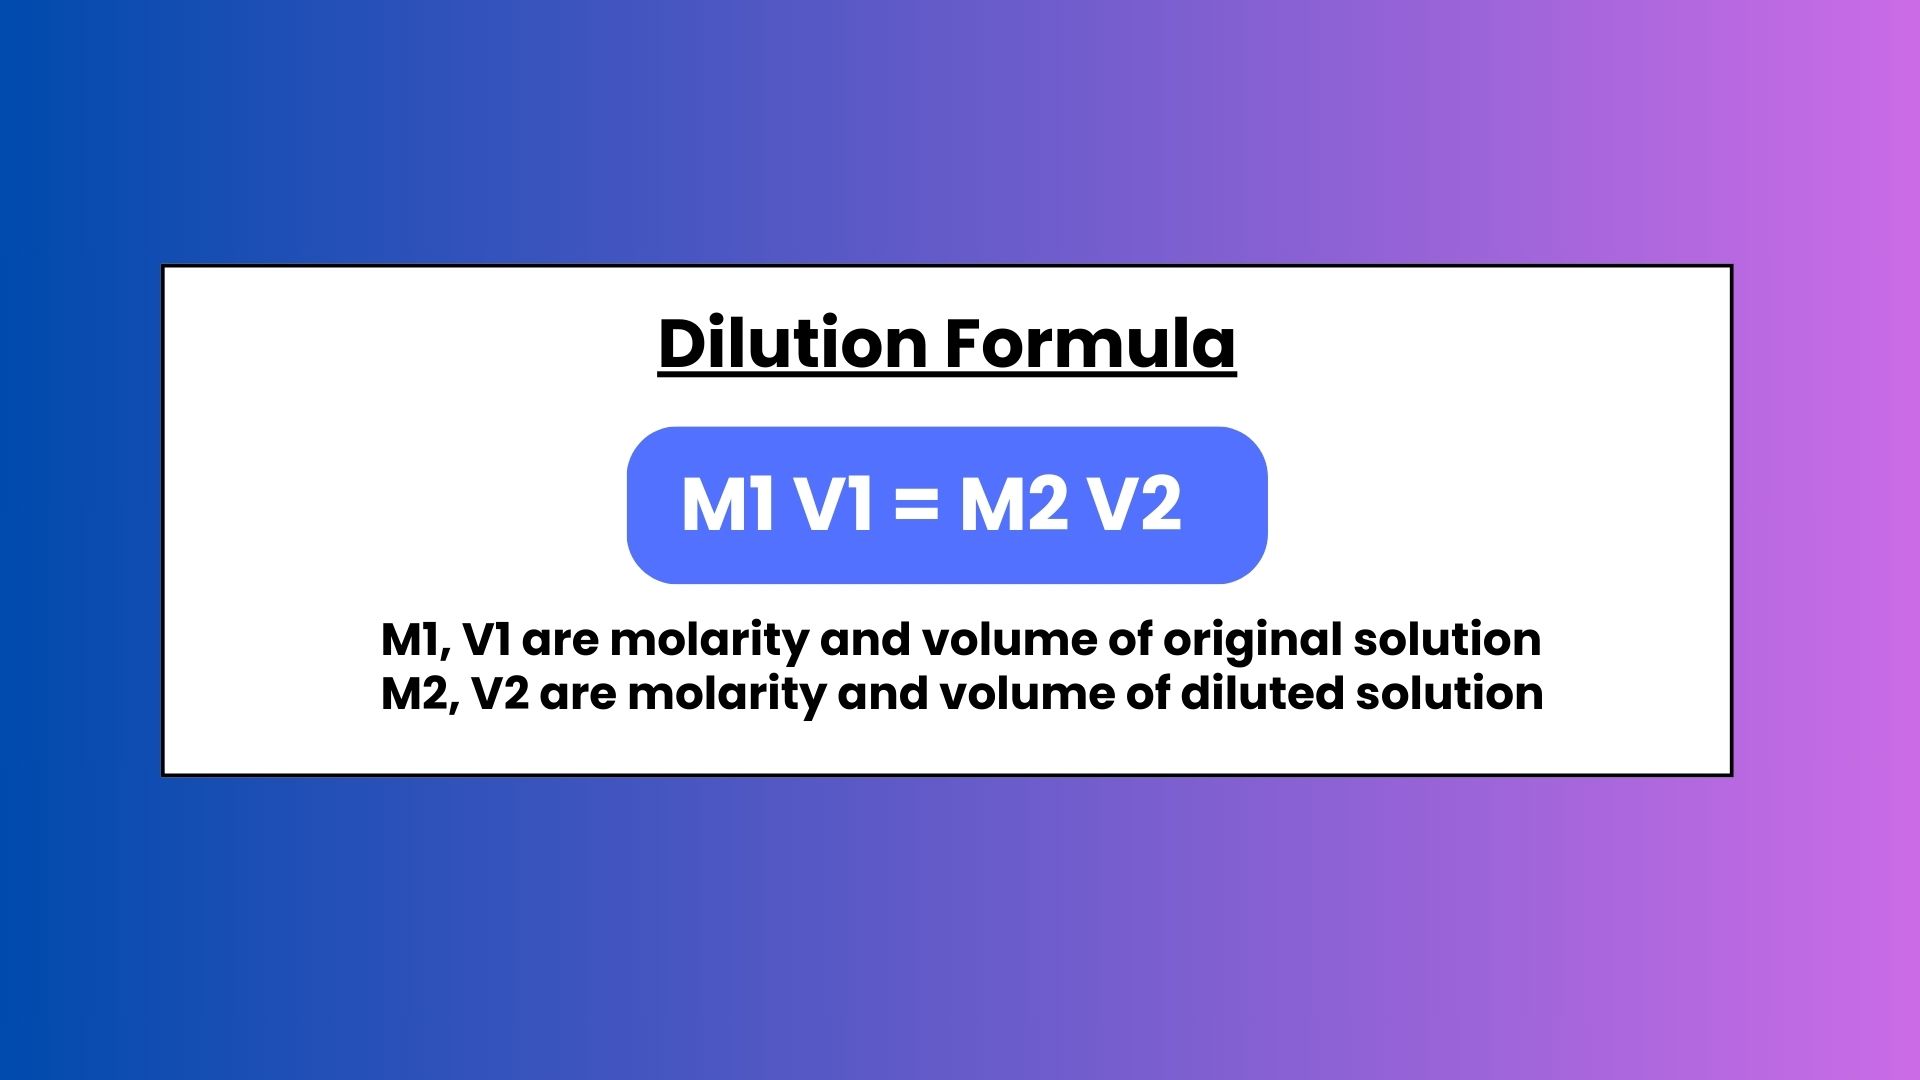 Dilution Formula
M1 V1 = M2 V2
M1, V1 are molarity and volume of original solution
M2, V2 are molarity and volume of diluted solution